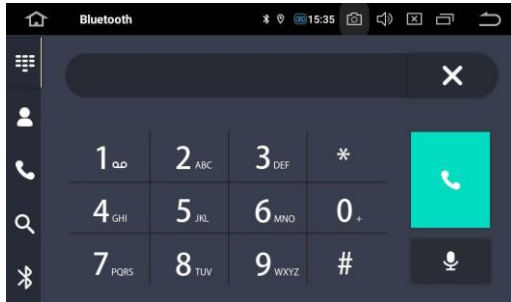 Bluetooth 15:35
1 2 ABC 3 DEF *
4 GHI 5 JKL 6 MNO 0 +
7 PQRS 8 TUV 9 WXYZ #